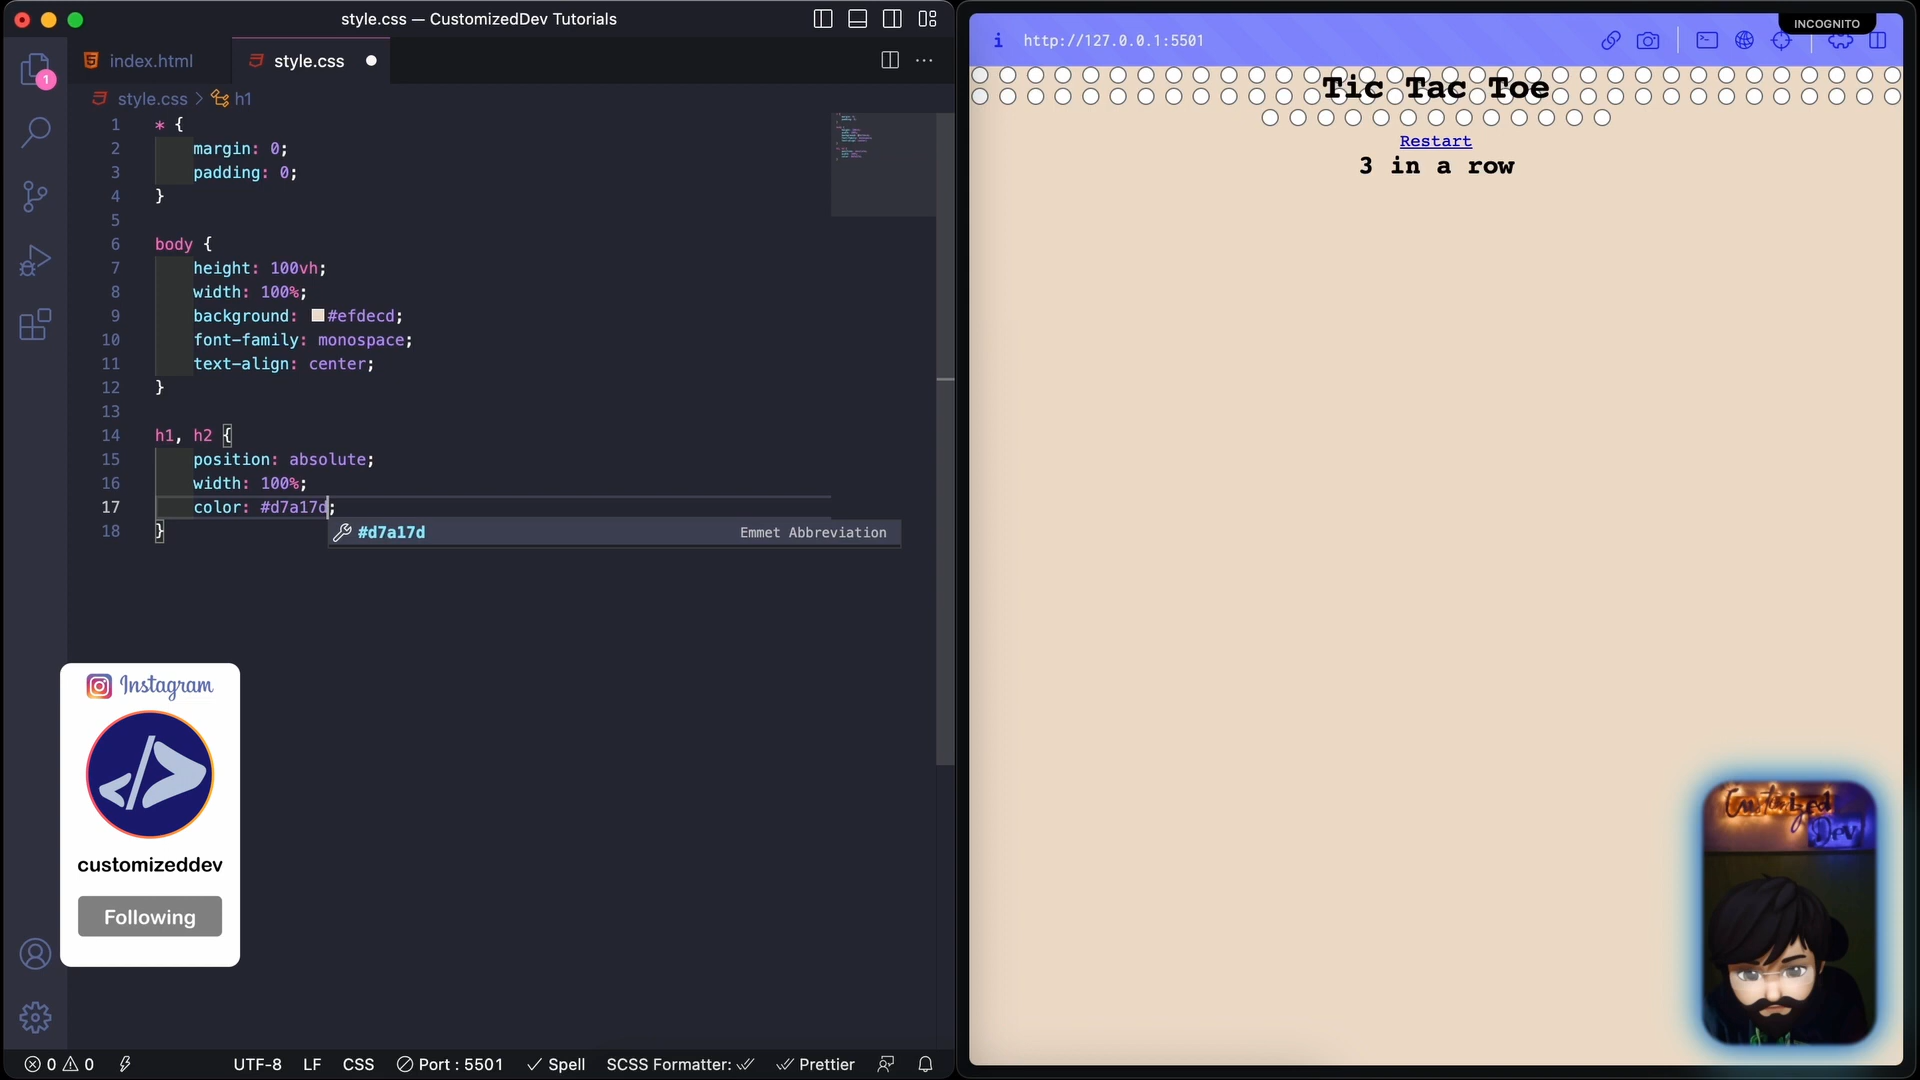 style.css — CustomizedDev Tutorials
index.html
style.css
style.css > h1
1 * {
2 margin: 0;
3 padding: 0;
4 }
5
6 body {
7 height: 100vh;
8 width: 100%;
9 background: #efdecd;
10 font-family: monospace;
11 text-align: center;
12 }
13
14 h1, h2 {
15 position: absolute;
16 width: 100%;
17 color: #d7a17d;
18 }
#d7a17d Emmet Abbreviation
1
Instagram
customizeddev
Following
0 0 UTF-8 LF CSS Port : 5501 Spell SCSS Formatter: Prettier
INCOGNITO
i http://127.0.0.1:5501
Tic Tac Toe
Restart
3 in a row
Customized
Dev